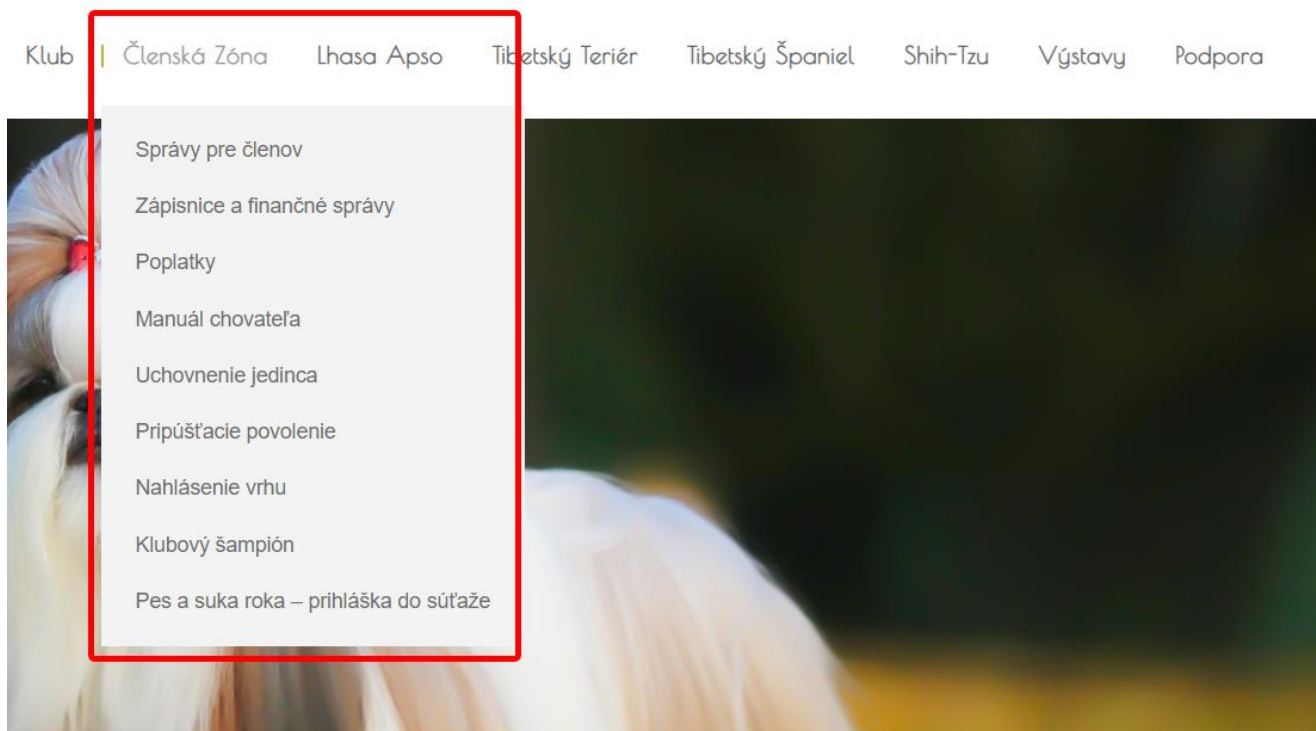 Klub Členská Zóna Lhasa Apso Tibetský Teriér Tibetský Španiel Shih-Tzu Výstavy Podpora
Správy pre členov
Zápisnice a finančné správy
Poplatky
Manuál chovateľa
Uchovnenie jedinca
Pripúšťacie povolenie
Nahlásenie vrhu
Klubový šampión
Pes a suka roka – prihláška do súťaže